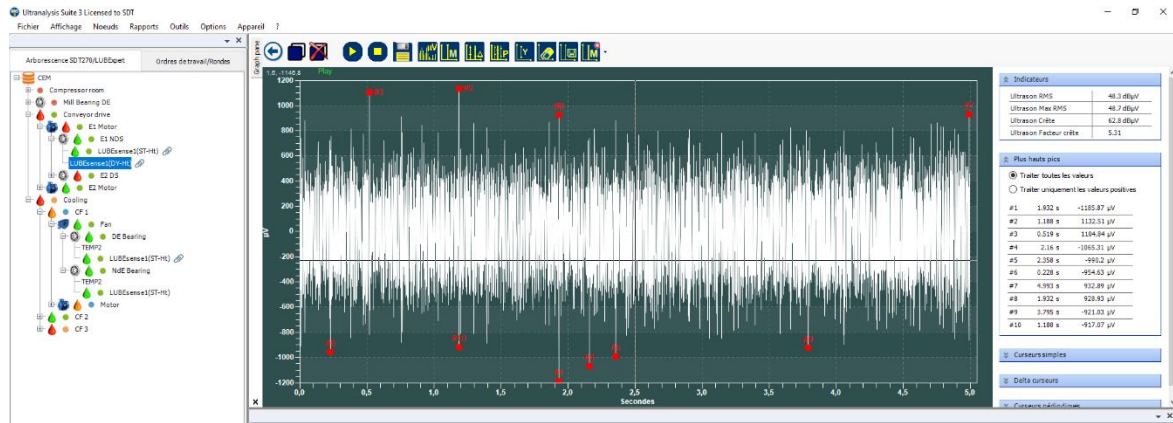 Ultranalysis Suite 3 Licensed to SDT
Fichier Affichage Noeuds Rapports Outils Options Appareil ?
Arborescence SDT270/LUBExpert
Ordres de travail/Rondes
CEM
Compressor room
Mill Bearing DE
Conveyor drive
E1 Motor
E1 NDS
LUBEsense1(ST-Ht)
LUBEsense1(DY-Ht)
E2 DS
E2 Motor
Cooling
CF 1
Fan
DE Bearing
TEMP2
LUBEsense1(ST-Ht)
NdE Bearing
TEMP2
LUBEsense1(ST-Ht)
Motor
CF 2
CF 3
Graph pane
1,6, -1146,8 Play
µV
1200
1000
800
600
400
200
0
-200
-400
-600
-800
-1000
-1200
0,0 0,5 1,0 1,5 2,0 2,5 3,0 3,5 4,0 4,5 5,0
Secondes
Indicateurs
Ultrason RMS 48.3 dBµV
Ultrason Max RMS 48.7 dBµV
Ultrason Crête 62.8 dBµV
Ultrason Facteur crête 5.31
Plus hauts pics
Traiter toutes les valeurs
Traiter uniquement les valeurs positives
#1 1.932 s -1185.87 µV
#2 1.188 s 1132.51 µV
#3 0.519 s 1104.84 µV
#4 2.16 s -1065.31 µV
#5 2.358 s -990.2 µV
#6 0.228 s -954.63 µV
#7 4.993 s 932.89 µV
#8 1.932 s 928.93 µV
#9 3.795 s -921.03 µV
#10 1.188 s -917.07 µV
Curseurs simples
Delta curseurs
Curseurs périodiques